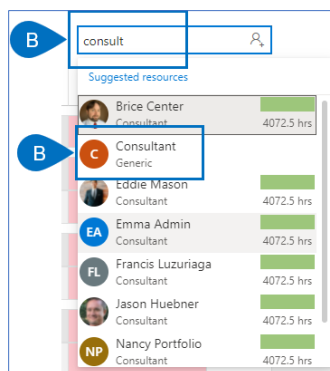 B
consult
Suggested resources
Brice Center
Consultant 4072.5 hrs
B
C
Consultant
Generic
Eddie Mason
Consultant 4072.5 hrs
EA
Emma Admin
Consultant 4072.5 hrs
FL
Francis Luzuriaga
Consultant 4072.5 hrs
Jason Huebner
Consultant 4072.5 hrs
NP
Nancy Portfolio
Consultant 4072.5 hrs